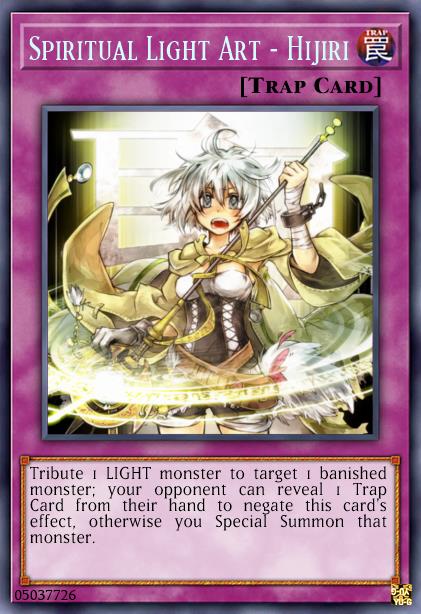 Spiritual Light Art - Hijiri
TRAP
罠
[Trap Card]
Tribute 1 LIGHT monster to target 1 banished
monster; your opponent can reveal 1 Trap
Card from their hand to negate this card's
effect, otherwise you Special Summon that
monster.
05037726